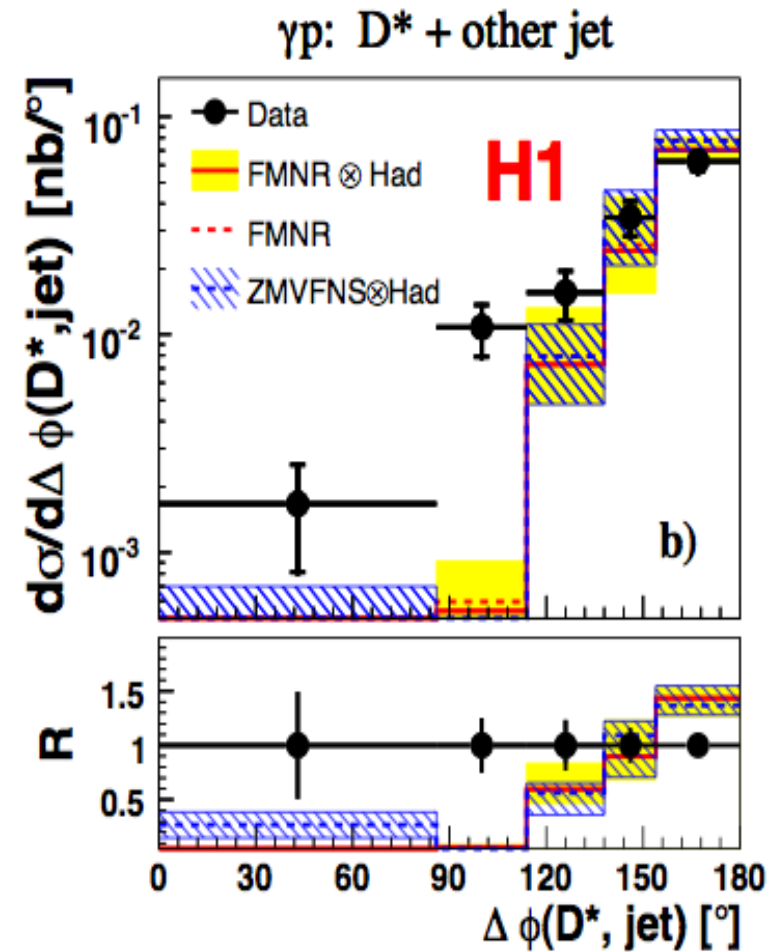 γp: D* + other jet
dσ/dΔ ϕ(D*,jet) [nb/°]
10⁻¹
10⁻²
10⁻³
Data
FMNR ⊗ Had
FMNR
ZMVFNS⊗Had
H1
b)
R
1.5
1
0.5
0 30 60 90 120 150 180
Δ ϕ(D*, jet) [°]